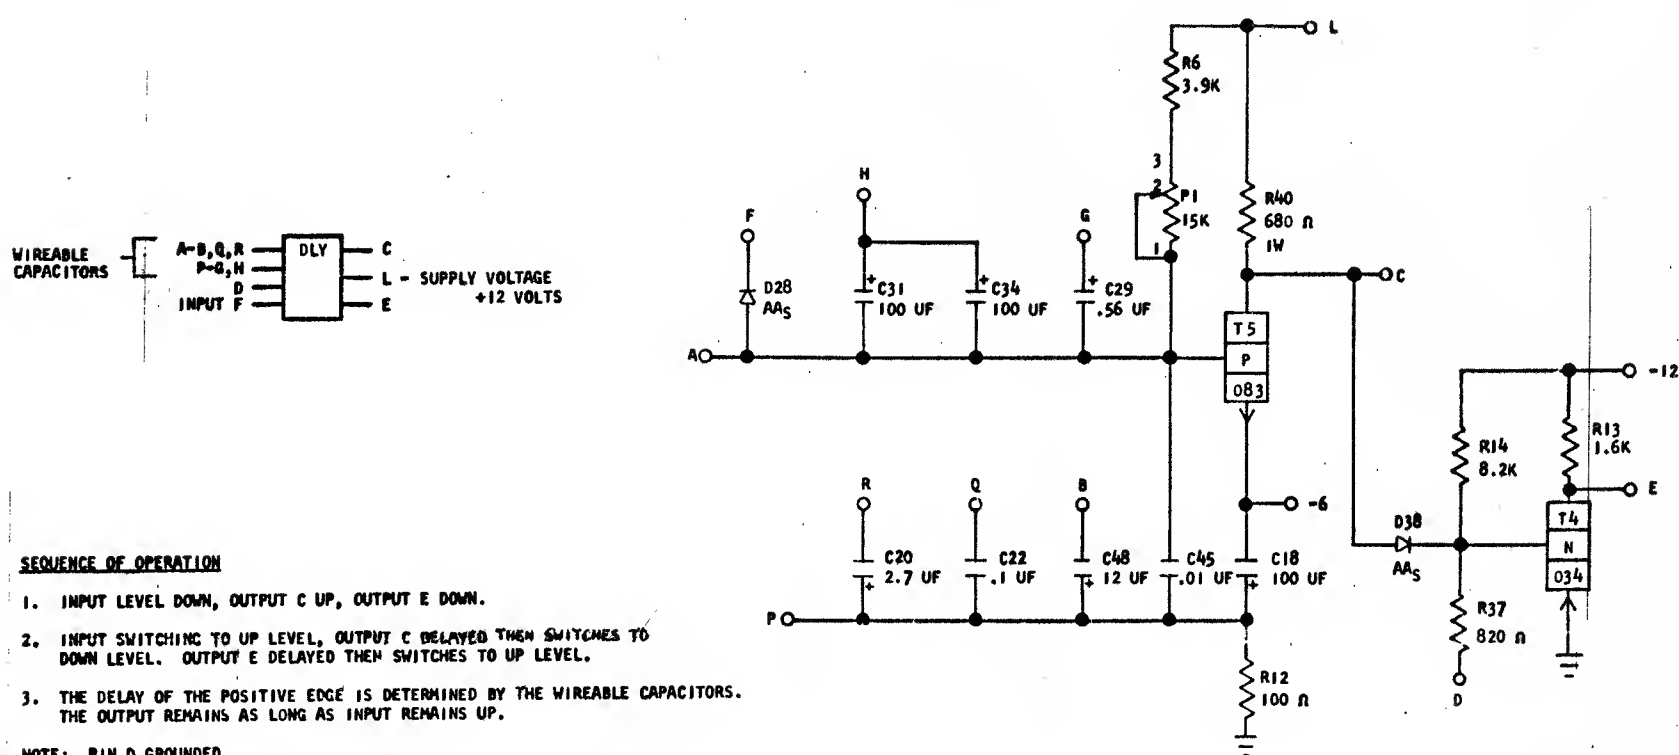 WIREABLE
CAPACITORS
A-B,Q,R
P-G,H
D
INPUT F
DLY
C
L - SUPPLY VOLTAGE
+12 VOLTS
E
L
R6
3.9K
3
2
P1
15K
1
R40
680 Ω
1W
H
F
G
D28
AAS
+
C31
100 UF
+
C34
100 UF
+
C29
.56 UF
C
T5
P
083
A
-12
R14
8.2K
R13
1.6K
E
R
Q
B
-6
D38
AAS
T4
N
034
C20
2.7 UF
+
C22
.1 UF
C48
12 UF
+
C45
.01 UF
C18
100 UF
+
R37
820 Ω
P
R12
100 Ω
D
SEQUENCE OF OPERATION
1. INPUT LEVEL DOWN, OUTPUT C UP, OUTPUT E DOWN.
2. INPUT SWITCHING TO UP LEVEL, OUTPUT C DELAYED THEN SWITCHES TO
DOWN LEVEL. OUTPUT E DELAYED THEN SWITCHES TO UP LEVEL.
3. THE DELAY OF THE POSITIVE EDGE IS DETERMINED BY THE WIREABLE CAPACITORS.
THE OUTPUT REMAINS AS LONG AS INPUT REMAINS UP.
NOTE: PIN D GROUNDED